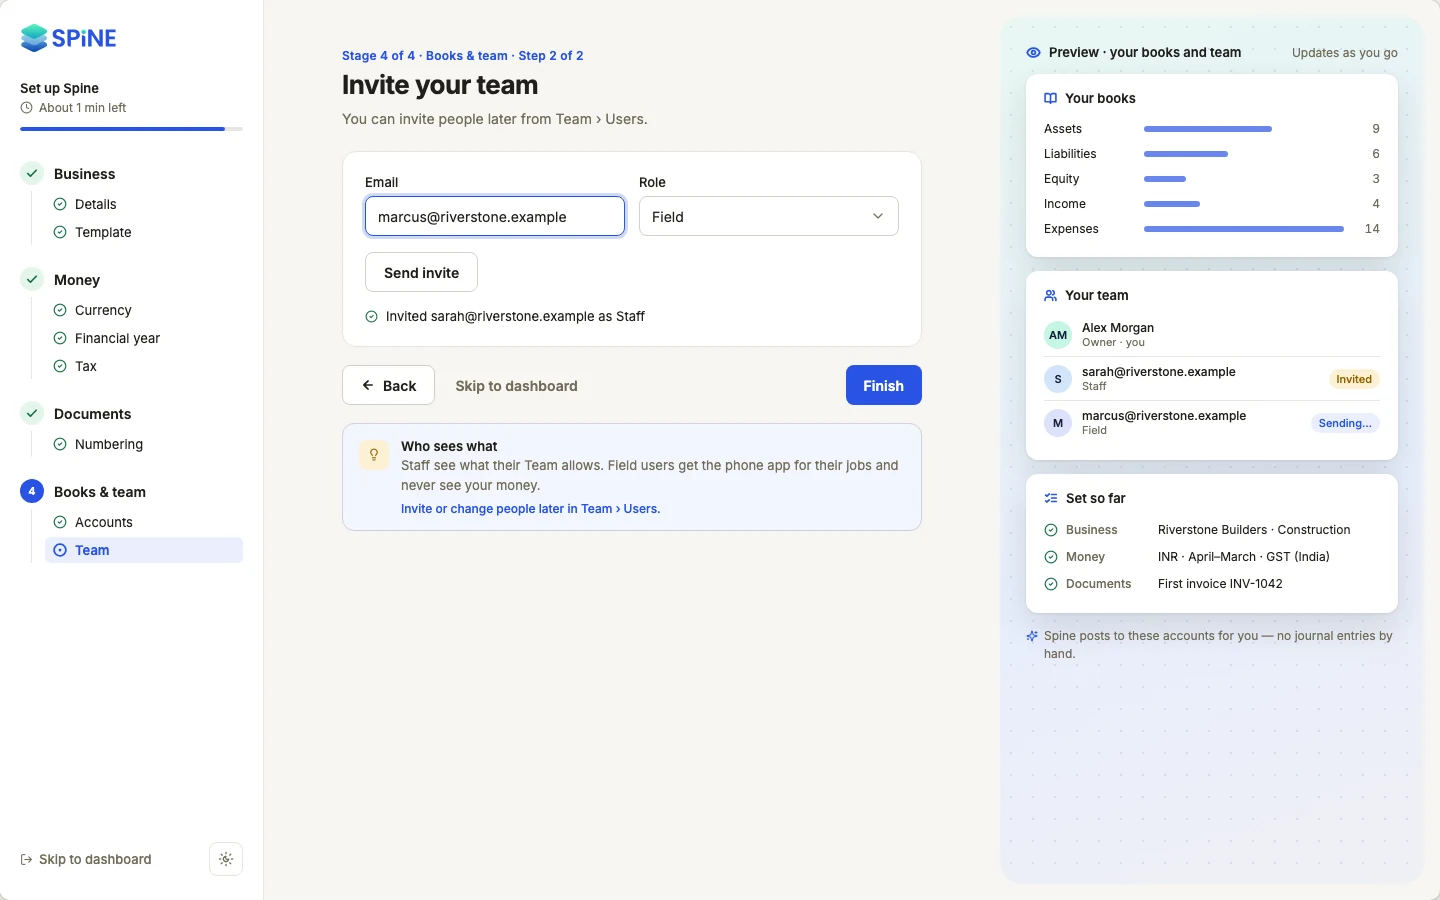 SPiNE
Set up Spine
About 1 min left
Business
Details
Template
Money
Currency
Financial year
Tax
Documents
Numbering
4
Books & team
Accounts
Team
Skip to dashboard
Stage 4 of 4 · Books & team · Step 2 of 2
Invite your team
You can invite people later from Team › Users.
Email
Role
marcus@riverstone.example
Field
Send invite
Invited sarah@riverstone.example as Staff
Back
Skip to dashboard
Finish
Who sees what
Staff see what their Team allows. Field users get the phone app for their jobs and
never see your money.
Invite or change people later in Team › Users.
Preview · your books and team
Updates as you go
Your books
Assets 9
Liabilities 6
Equity 3
Income 4
Expenses 14
Your team
AM
Alex Morgan
Owner · you
S
sarah@riverstone.example
Staff
Invited
M
marcus@riverstone.example
Field
Sending...
Set so far
Business Riverstone Builders · Construction
Money INR · April–March · GST (India)
Documents First invoice INV-1042
Spine posts to these accounts for you — no journal entries by
hand.